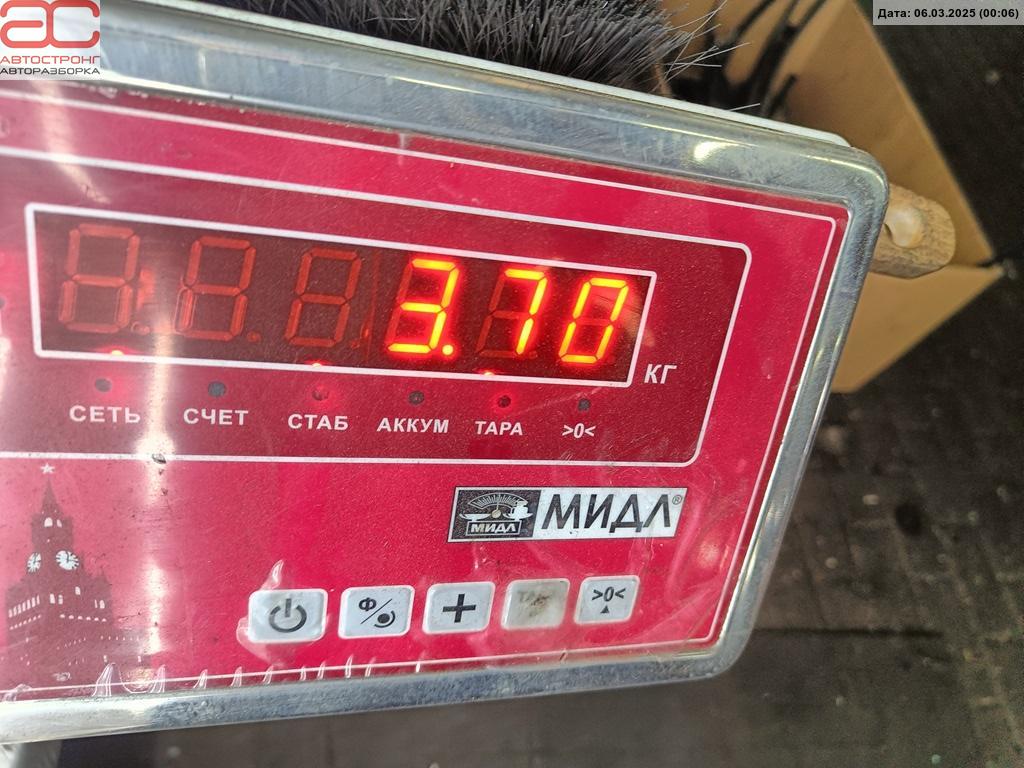 Дата: 06.03.2025 (00:06)
АС
АВТОСТРОНГ
АВТОРАЗБОРКА
3.70
КГ
СЕТЬ СЧЕТ СТАБ АККУМ ТАРА >0<
МИДЛ МИДЛ®
Ф + >0<